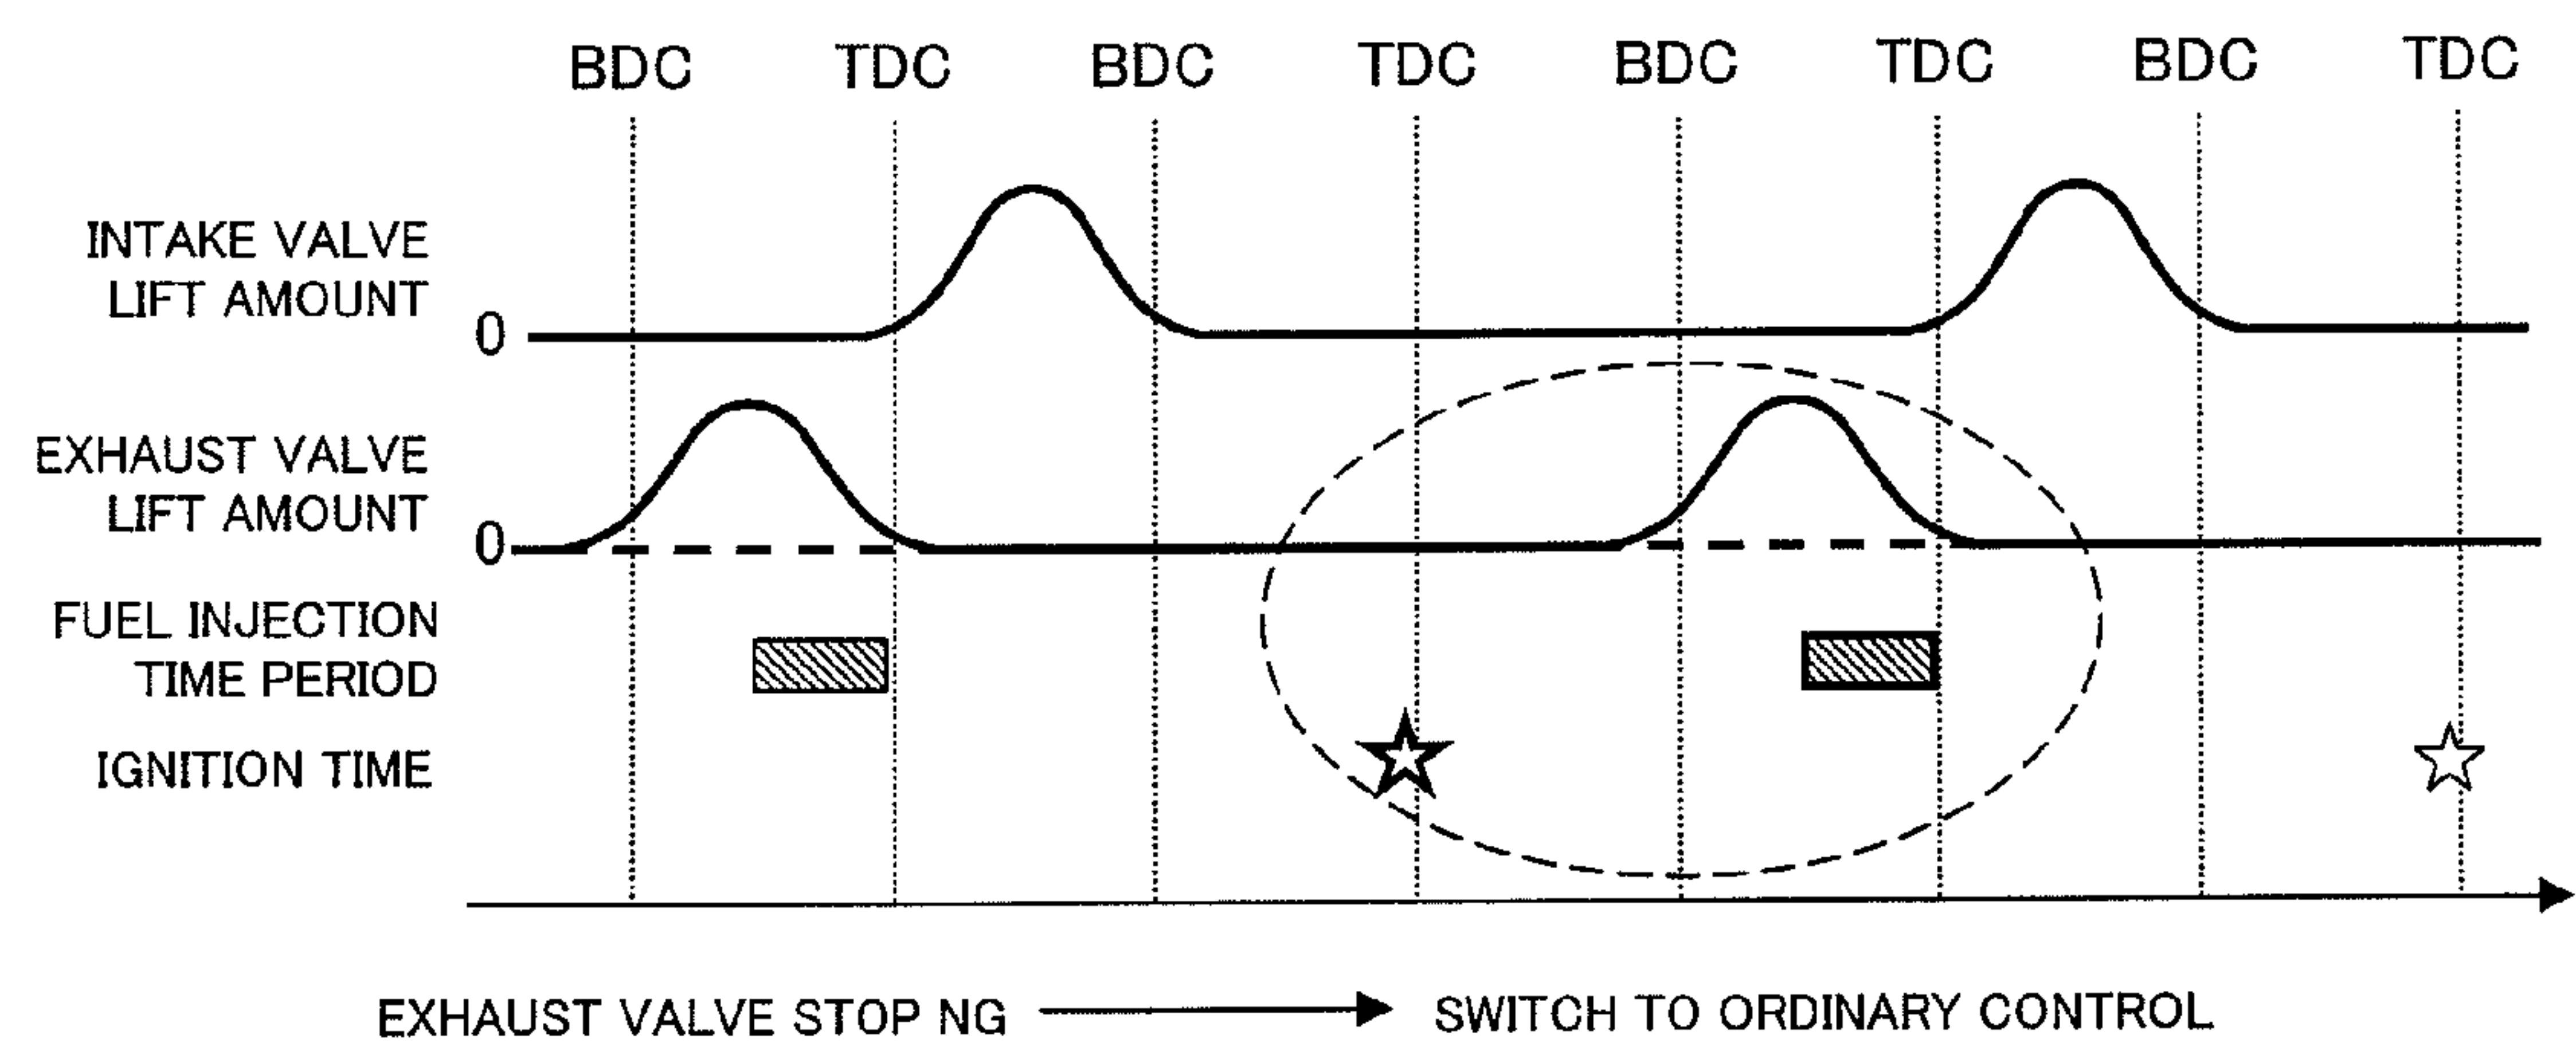 BDC TDC BDC TDC BDC TDC BDC TDC
INTAKE VALVE
LIFT AMOUNT
0
EXHAUST VALVE
LIFT AMOUNT
0
FUEL INJECTION
TIME PERIOD
IGNITION TIME
EXHAUST VALVE STOP NG SWITCH TO ORDINARY CONTROL